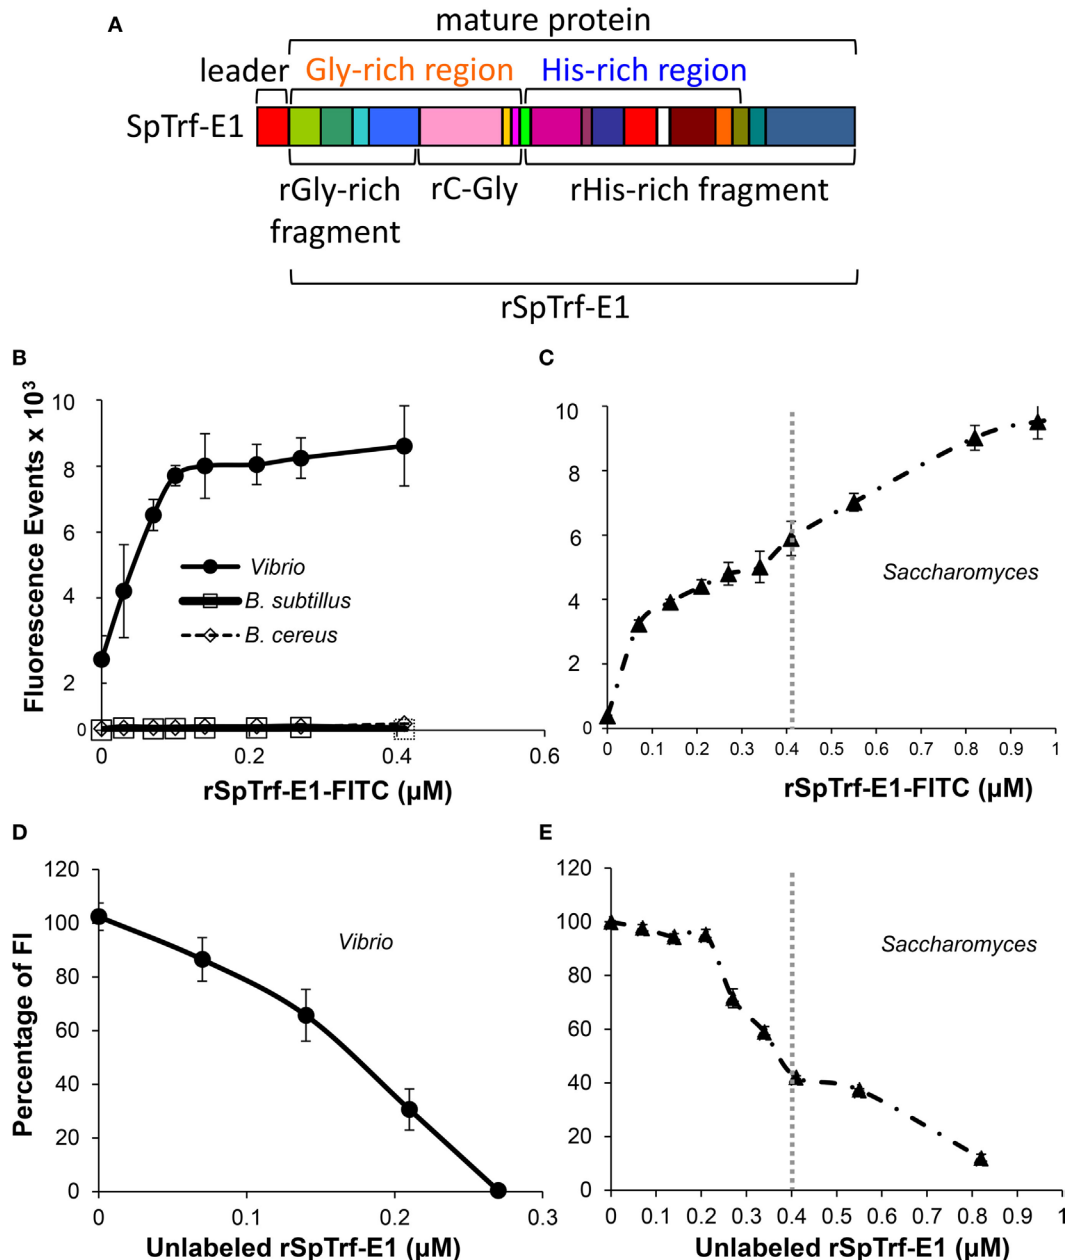 A
mature protein
leader
Gly-rich region
His-rich region
SpTrf-E1
rGly-rich
fragment
rC-Gly
rHis-rich fragment
rSpTrf-E1
B
Fluorescence Events x 10³
10
8
6
4
2
0
Vibrio
B. subtillus
B. cereus
0
0.2
0.4
0.6
rSpTrf-E1-FITC (µM)
C
10
8
6
4
2
0
Saccharomyces
0 0.1 0.2 0.3 0.4 0.5 0.6 0.7 0.8 0.9 1
rSpTrf-E1-FITC (µM)
D
Percentage of FI
120
100
80
60
40
20
0
Vibrio
0 0.1 0.2 0.3
Unlabeled rSpTrf-E1 (µM)
E
120
100
80
60
40
20
0
Saccharomyces
0 0.1 0.2 0.3 0.4 0.5 0.6 0.7 0.8 0.9 1
Unlabeled rSpTrf-E1 (µM)